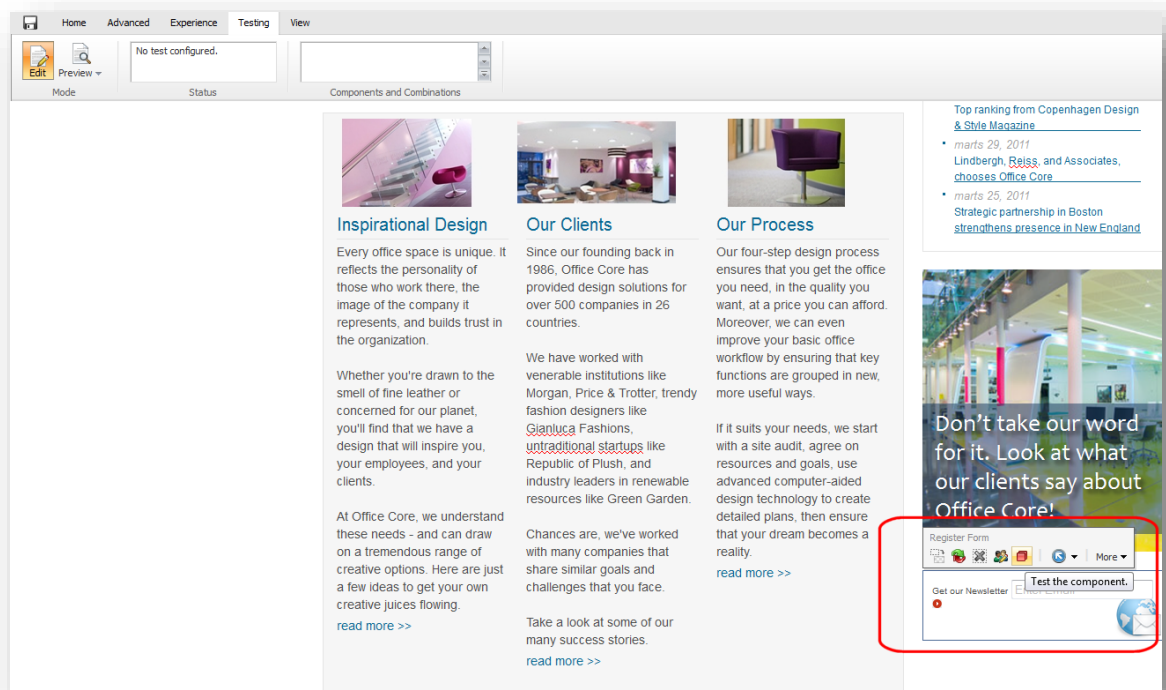 Home Advanced Experience Testing View
Edit
Preview
Mode
No test configured.
Status
Components and Combinations
Inspirational Design
Every office space is unique. It
reflects the personality of
those who work there, the
image of the company it
represents, and builds trust in
the organization.
Whether you're drawn to the
smell of fine leather or
concerned for our planet,
you'll find that we have a
design that will inspire you,
your employees, and your
clients.
At Office Core, we understand
these needs - and can draw
on a tremendous range of
creative options. Here are just
a few ideas to get your own
creative juices flowing.
read more >>
Our Clients
Since our founding back in
1986, Office Core has
provided design solutions for
over 500 companies in 26
countries.
We have worked with
venerable institutions like
Morgan, Price & Trotter, trendy
fashion designers like
Gianluca Fashions,
untraditional startups like
Republic of Plush, and
industry leaders in renewable
resources like Green Garden.
Chances are, we've worked
with many companies that
share similar goals and
challenges that you face.
Take a look at some of our
many success stories.
read more >>
Our Process
Our four-step design process
ensures that you get the office
you need, in the quality you
want, at a price you can afford.
Moreover, we can even
improve your basic office
workflow by ensuring that key
functions are grouped in new,
more useful ways.
If it suits your needs, we start
with a site audit, agree on
resources and goals, use
advanced computer-aided
design technology to create
detailed plans, then ensure
that your dream becomes a
reality.
read more >>
Top ranking from Copenhagen Design
& Style Magazine
marts 29, 2011
Lindbergh, Reiss, and Associates,
chooses Office Core
marts 25, 2011
Strategic partnership in Boston
strengthens presence in New England
Don't take our word
for it. Look at what
our clients say about
Office Core!
Register Form
More
Test the component.
Get our Newsletter